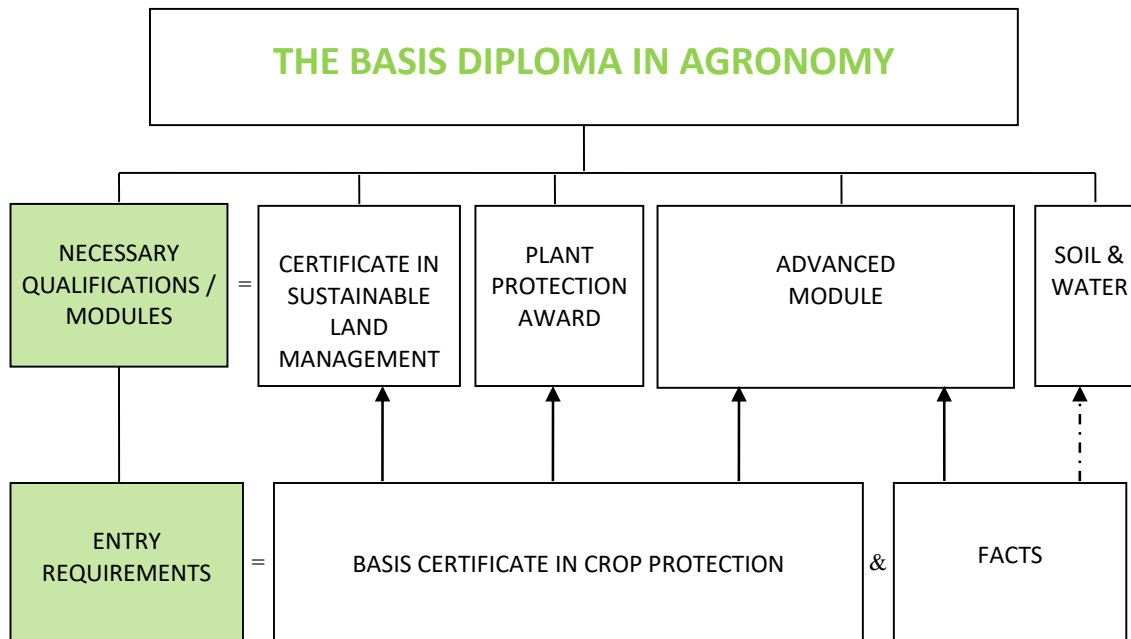 THE BASIS DIPLOMA IN AGRONOMY
NECESSARY
QUALIFICATIONS /
MODULES
=
CERTIFICATE IN
SUSTAINABLE
LAND
MANAGEMENT
PLANT
PROTECTION
AWARD
ADVANCED
MODULE
SOIL &
WATER
ENTRY
REQUIREMENTS
=
BASIS CERTIFICATE IN CROP PROTECTION
&
FACTS